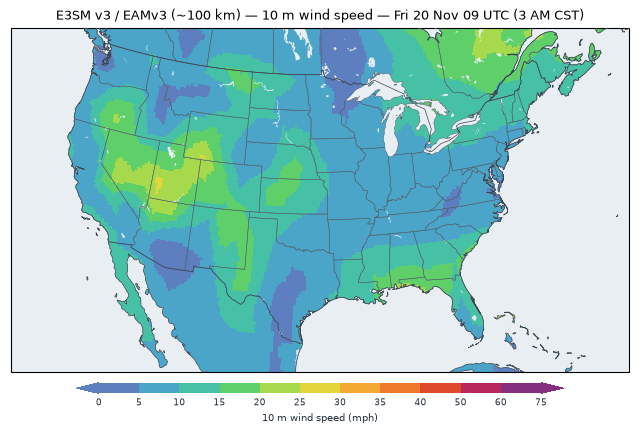 E3SM v3 / EAMv3 (~100 km) — 10 m wind speed — Fri 20 Nov 09 UTC (3 AM CST)
0 5 10 15 20 25 30 35 40 50 60 75
10 m wind speed (mph)